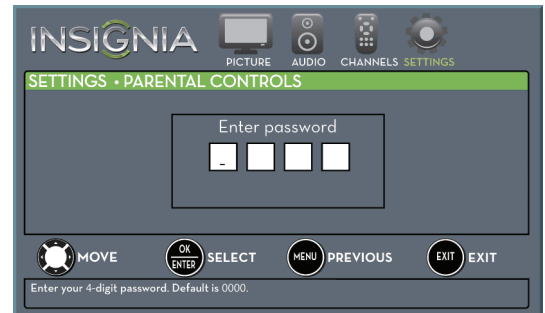 INSIGNIA
PICTURE AUDIO CHANNELS SETTINGS
SETTINGS • PARENTAL CONTROLS
Enter password
_
MOVE OK ENTER SELECT MENU PREVIOUS EXIT EXIT
Enter your 4-digit password. Default is 0000.